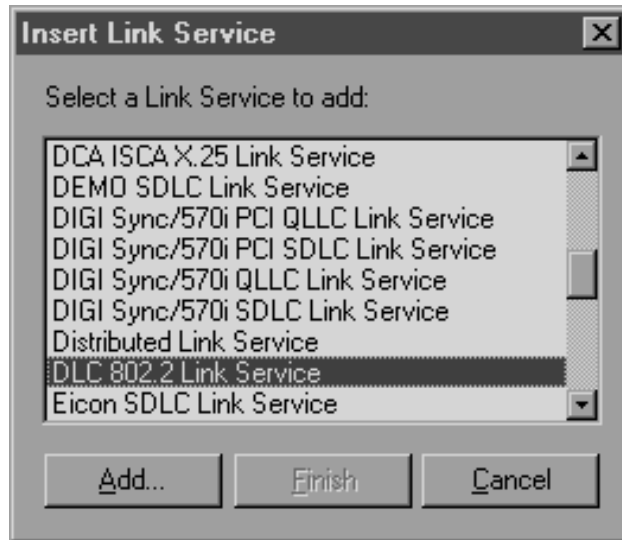 Insert Link Service
Select a Link Service to add:
DCA ISCA X.25 Link Service
DEMO SDLC Link Service
DIGI Sync/570i PCI QLLC Link Service
DIGI Sync/570i PCI SDLC Link Service
DIGI Sync/570i QLLC Link Service
DIGI Sync/570i SDLC Link Service
Distributed Link Service
DLC 802.2 Link Service
Eicon SDLC Link Service
Add... Finish Cancel